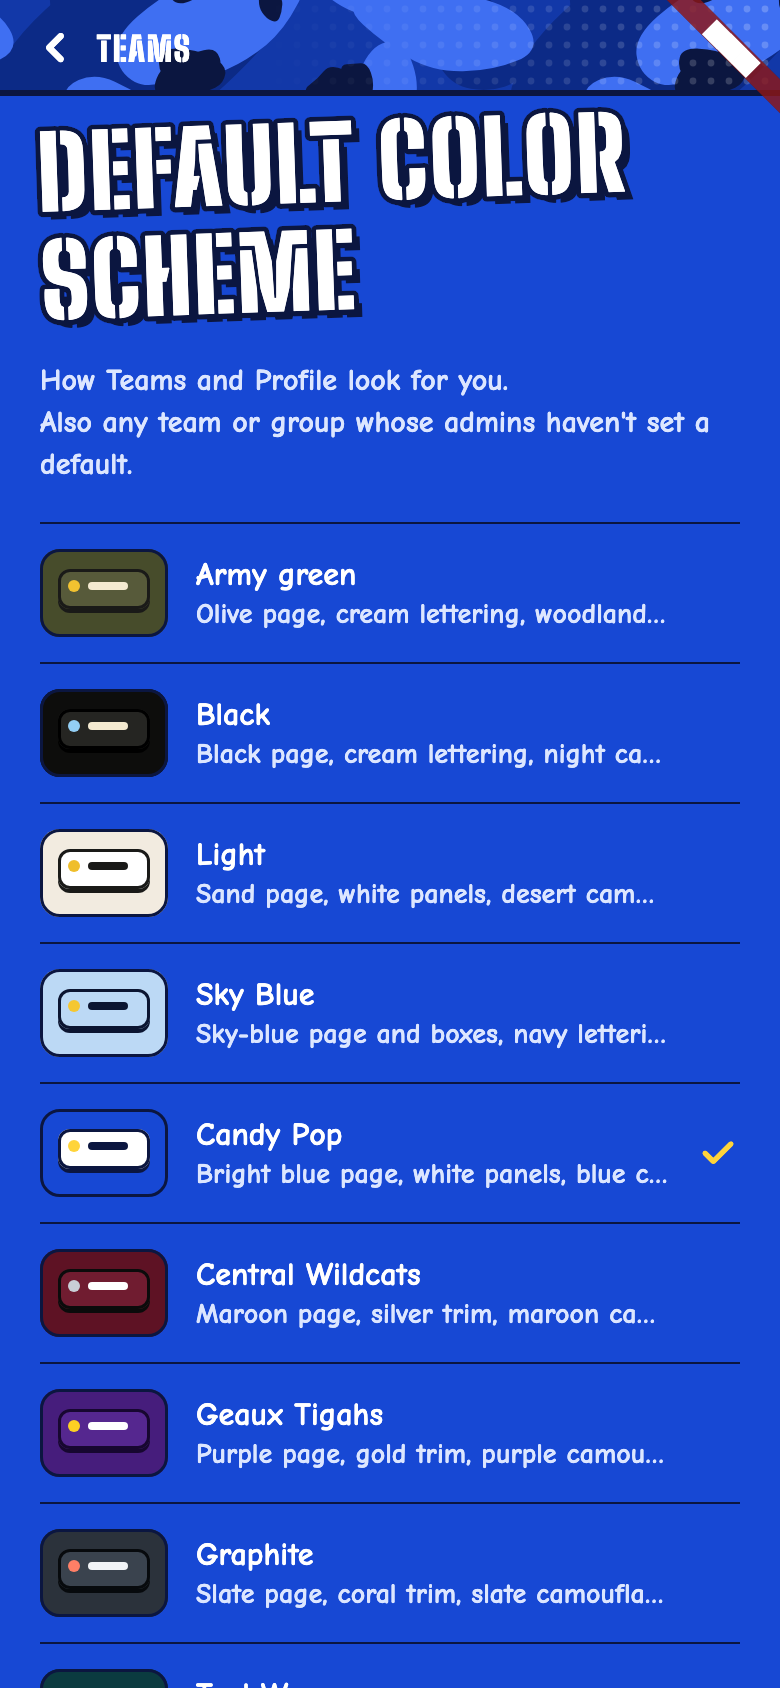 TEAMS
DEFAULT COLOR
SCHEME
How Teams and Profile look for you.
Also any team or group whose admins haven't set a
default.
Army green
Olive page, cream lettering, woodland...
Black
Black page, cream lettering, night ca...
Light
Sand page, white panels, desert cam...
Sky Blue
Sky-blue page and boxes, navy letteri...
Candy Pop
Bright blue page, white panels, blue c...
Central Wildcats
Maroon page, silver trim, maroon ca...
Geaux Tigahs
Purple page, gold trim, purple camou...
Graphite
Slate page, coral trim, slate camoufla...